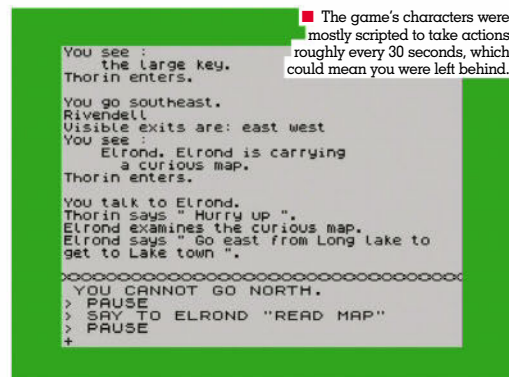 ■ The game's characters were
mostly scripted to take actions
roughly every 30 seconds, which
could mean you were left behind.
You see :
the large key.
Thorin enters.
You go southeast.
Rivendell
Visible exits are: east west
You see :
Elrond. Elrond is carrying
a curious map.
Thorin enters.
You talk to Elrond.
Thorin says " Hurry up ".
Elrond examines the curious map.
Elrond says " Go east from Long lake to
get to Lake town ".
YOU CANNOT GO NORTH.
> PAUSE
> SAY TO ELROND "READ MAP"
> PAUSE
+